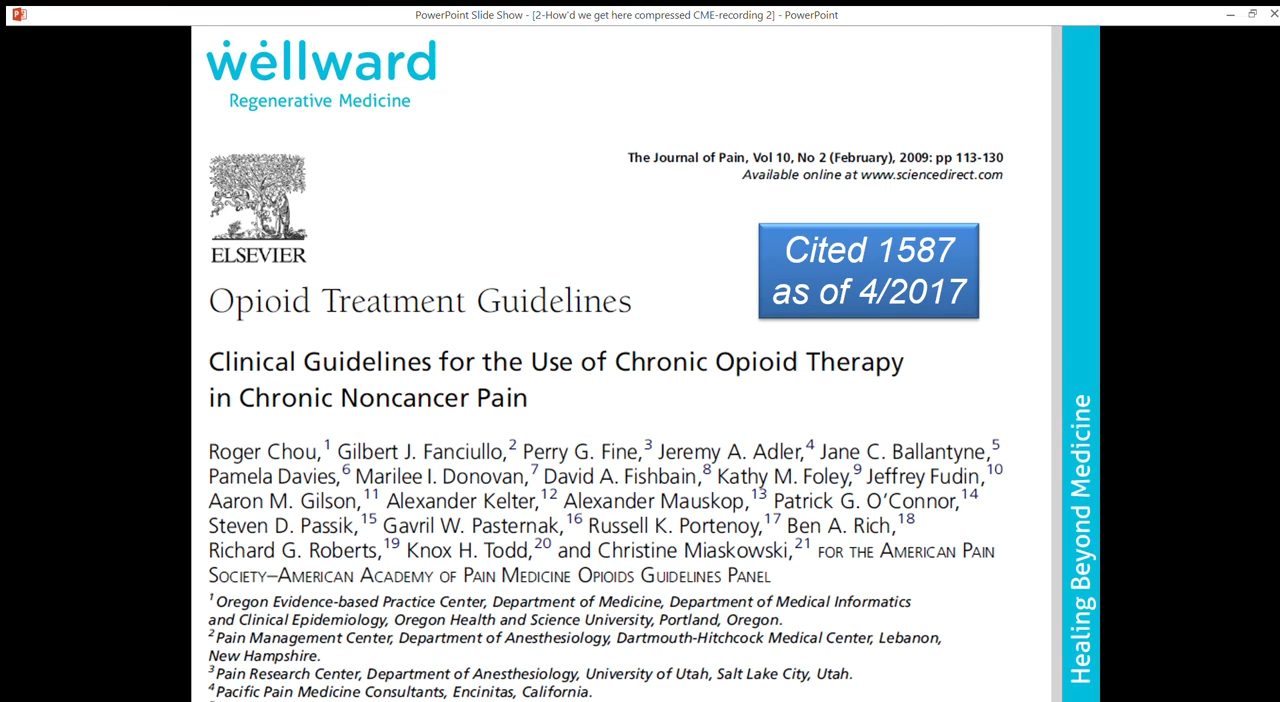 PowerPoint Slide Show - [2-How'd we get here compressed CME-recording 2] - PowerPoint
wellward
Regenerative Medicine
The Journal of Pain, Vol 10, No 2 (February), 2009: pp 113-130
Available online at www.sciencedirect.com
ELSEVIER
Cited 1587
as of 4/2017
Opioid Treatment Guidelines
Clinical Guidelines for the Use of Chronic Opioid Therapy
in Chronic Noncancer Pain
Roger Chou,1 Gilbert J. Fanciullo,2 Perry G. Fine,3 Jeremy A. Adler,4 Jane C. Ballantyne,5
Pamela Davies,6 Marilee I. Donovan,7 David A. Fishbain,8 Kathy M. Foley,9 Jeffrey Fudin,10
Aaron M. Gilson,11 Alexander Kelter,12 Alexander Mauskop,13 Patrick G. O'Connor,14
Steven D. Passik,15 Gavril W. Pasternak,16 Russell K. Portenoy,17 Ben A. Rich,18
Richard G. Roberts,19 Knox H. Todd,20 and Christine Miaskowski,21 FOR THE AMERICAN PAIN
SOCIETY–AMERICAN ACADEMY OF PAIN MEDICINE OPIOIDS GUIDELINES PANEL
1Oregon Evidence-based Practice Center, Department of Medicine, Department of Medical Informatics
and Clinical Epidemiology, Oregon Health and Science University, Portland, Oregon.
2Pain Management Center, Department of Anesthesiology, Dartmouth-Hitchcock Medical Center, Lebanon,
New Hampshire.
3Pain Research Center, Department of Anesthesiology, University of Utah, Salt Lake City, Utah.
4Pacific Pain Medicine Consultants, Encinitas, California.
Healing Beyond Medicine